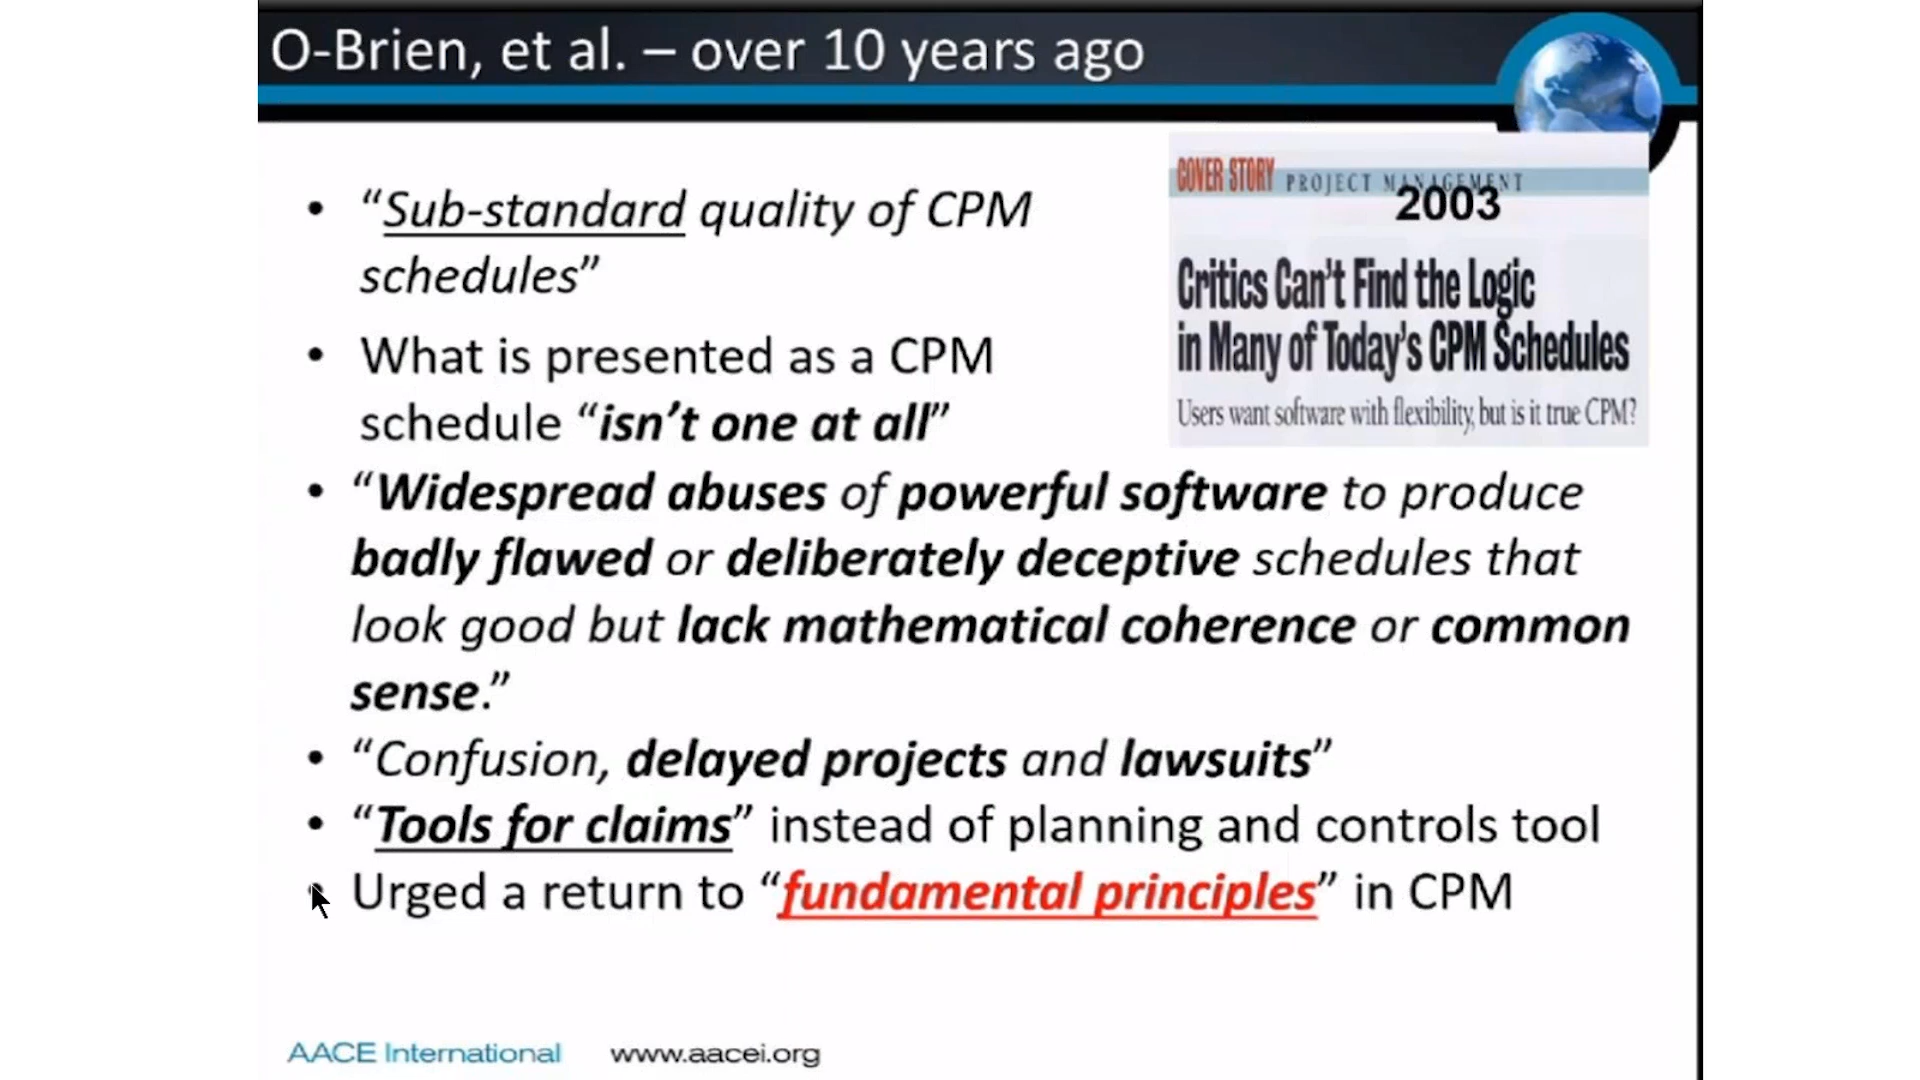 O-Brien, et al. – over 10 years ago
COVER STORY PROJECT MANAGEMENT
2003
Critics Can't Find the Logic
in Many of Today's CPM Schedules
Users want software with flexibility, but is it true CPM?
• “Sub-standard quality of CPM
schedules”
• What is presented as a CPM
schedule “isn’t one at all”
• “Widespread abuses of powerful software to produce
badly flawed or deliberately deceptive schedules that
look good but lack mathematical coherence or common
sense.”
• “Confusion, delayed projects and lawsuits”
• “Tools for claims” instead of planning and controls tool
• Urged a return to “fundamental principles” in CPM
AACE International www.aacei.org